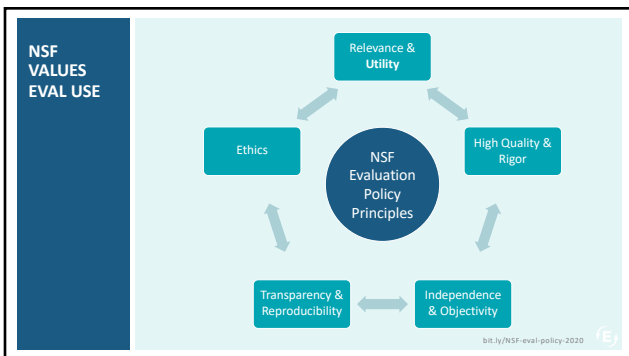 NSF
VALUES
EVAL USE
Relevance &
Utility
Ethics
High Quality &
Rigor
NSF
Evaluation
Policy
Principles
Transparency &
Reproducibility
Independence
& Objectivity
bit.ly/NSF-eval-policy-2020
E